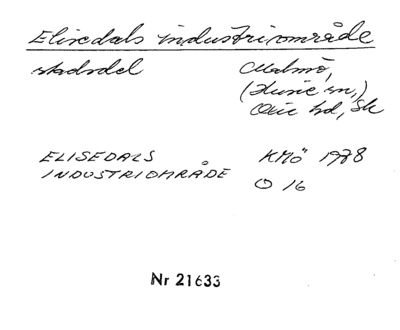 Elisedals industriområde
stadsdel Malmö,
(Husie sn,)
Oxie hd, Sk
ELISEDALS KMÖ 1978
INDUSTRIOMRÅDE O 16
Nr 21633